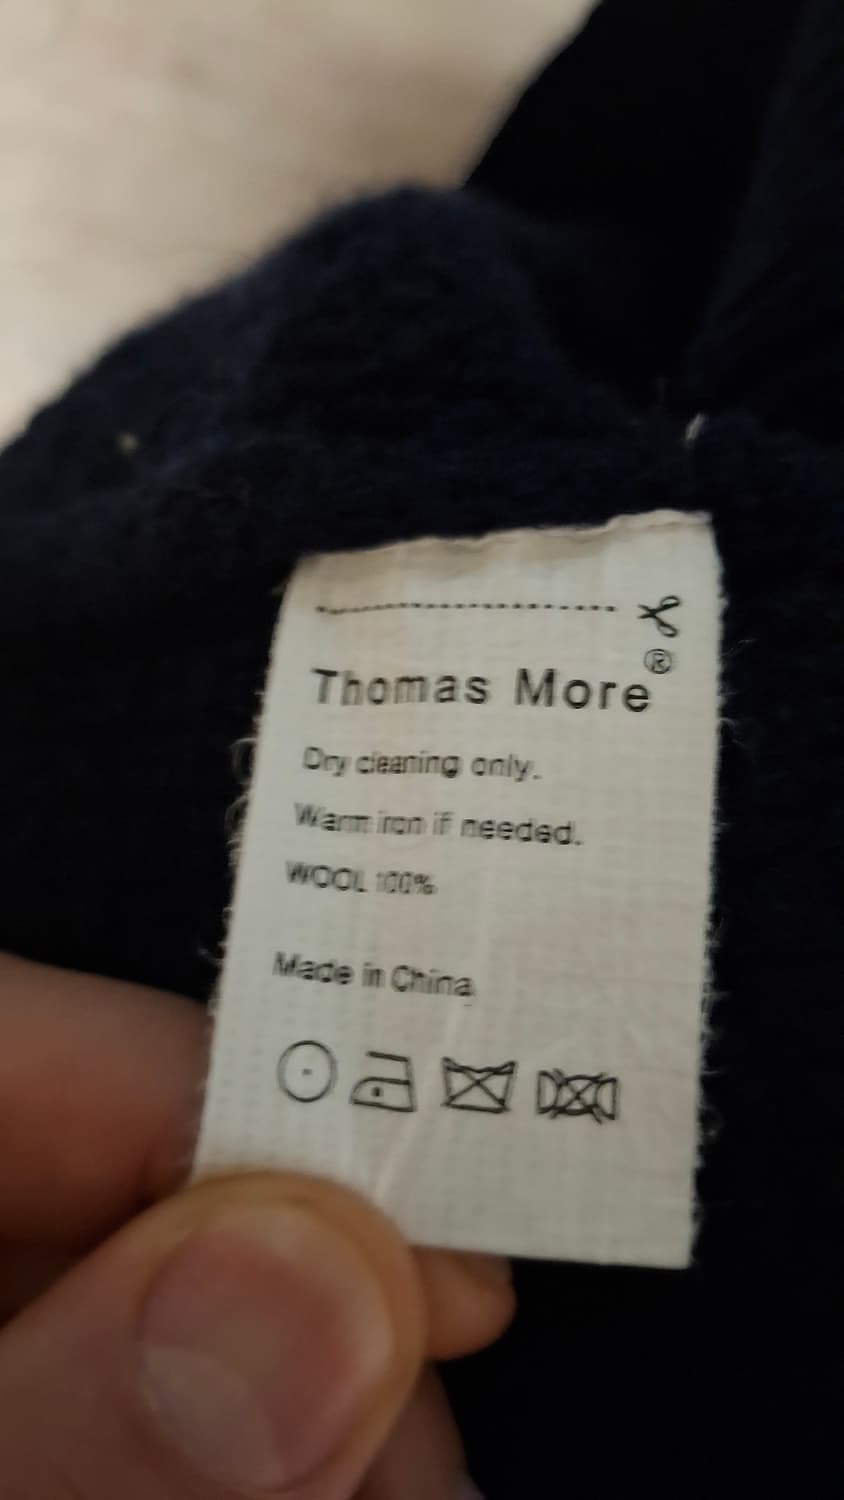 Thomas More®
Dry cleaning only.
Warm iron if needed.
WOOL 100%
Made in China